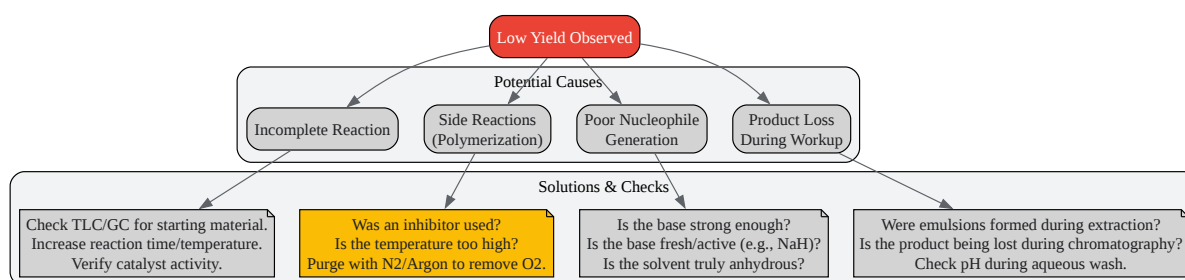 Low Yield Observed
Potential Causes
Incomplete Reaction
Side Reactions
(Polymerization)
Poor Nucleophile
Generation
Product Loss
During Workup
Solutions & Checks
Check TLC/GC for starting material.
Increase reaction time/temperature.
Verify catalyst activity.
Was an inhibitor used?
Is the temperature too high?
Purge with N2/Argon to remove O2.
Is the base strong enough?
Is the base fresh/active (e.g., NaH)?
Is the solvent truly anhydrous?
Were emulsions formed during extraction?
Is the product being lost during chromatography?
Check pH during aqueous wash.